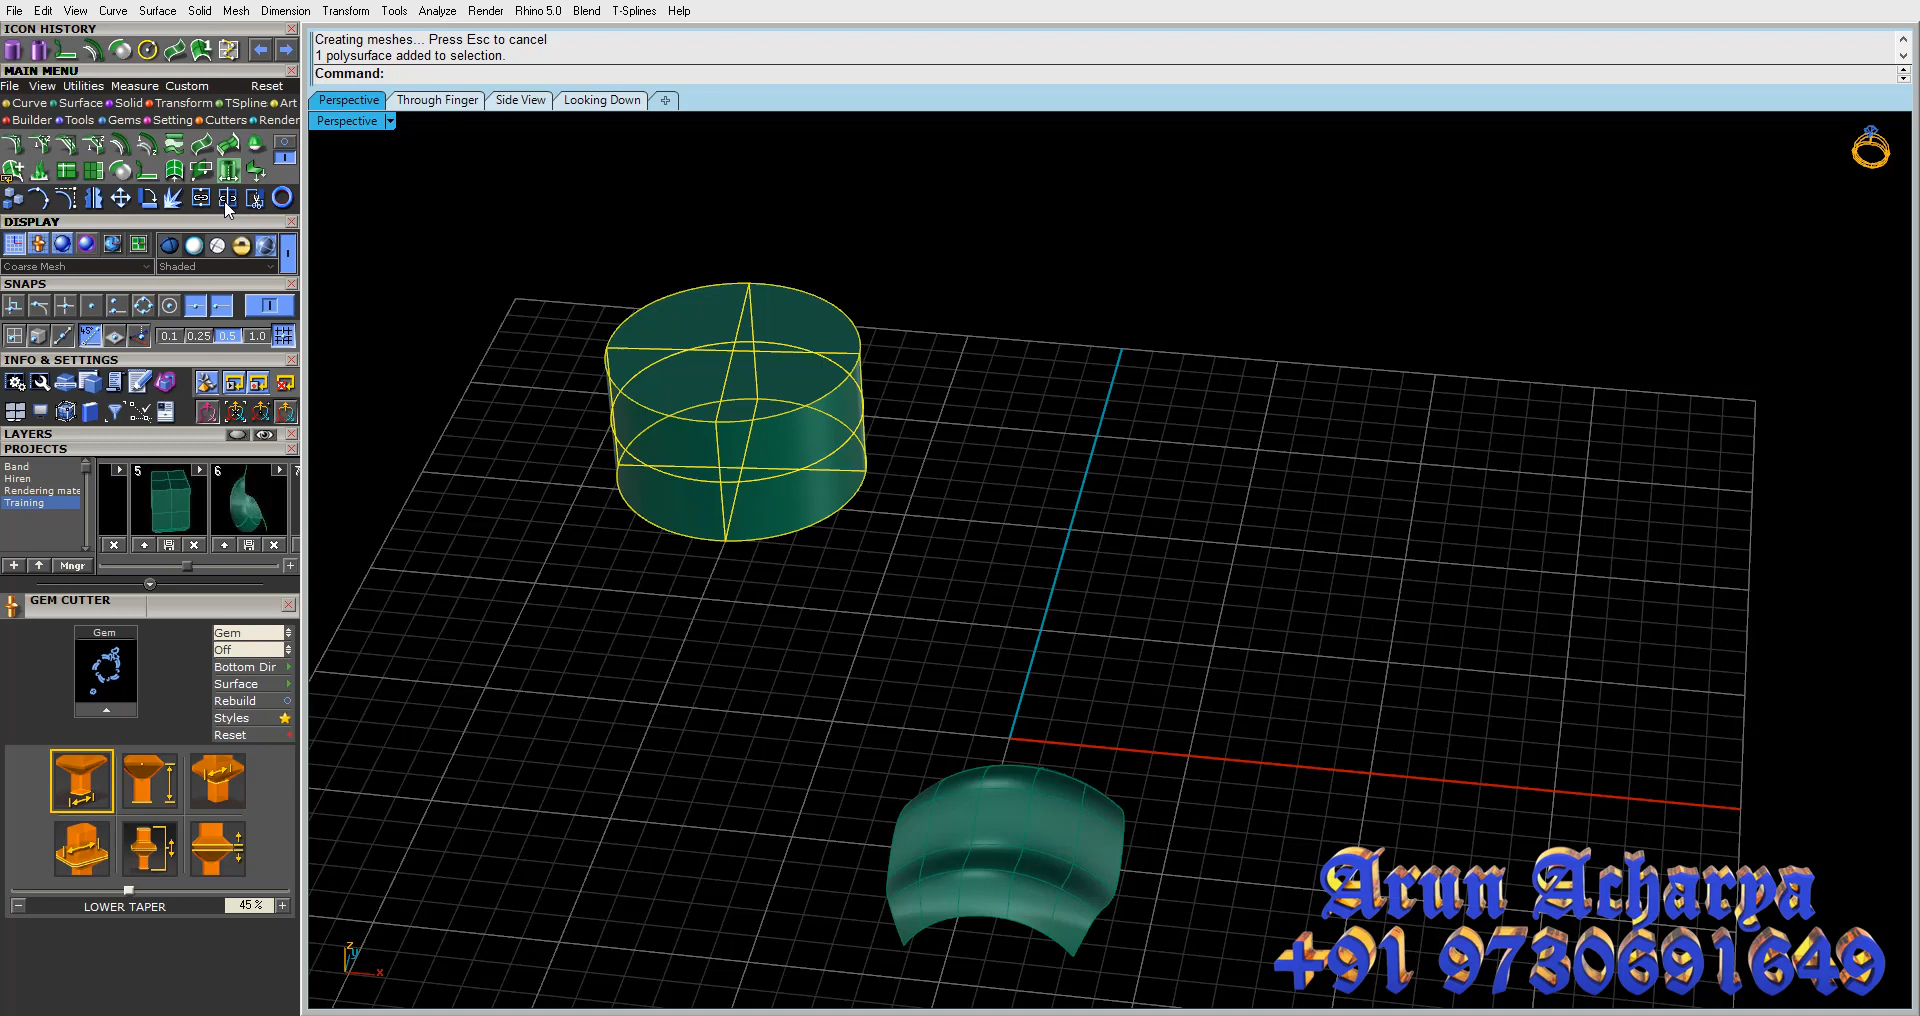 File Edit View Curve Surface Solid Mesh Dimension Transform Tools Analyze Render Rhino 5.0 Blend T-Splines Help
ICON HISTORY
Creating meshes... Press Esc to cancel
1 polysurface added to selection.
Command:
MAIN MENU
File View Utilities Measure Custom Reset
Curve Surface Solid Transform TSpline Art
Builder Tools Gems Setting Cutters Render
Perspective Through Finger Side View Looking Down
Perspective
DISPLAY
Coarse Mesh Shaded
SNAPS
45° 0.1 0.25 0.5 1.0
INFO & SETTINGS
LAYERS
PROJECTS
Band
Hiren
Rendering mate
Training
5 6 7
Mngr
GEM CUTTER
Gem
Gem
Off
Bottom Dir
Surface
Rebuild
Styles
Reset
LOWER TAPER 45 %
z
y
x
Arun Acharya
+91 9730691649